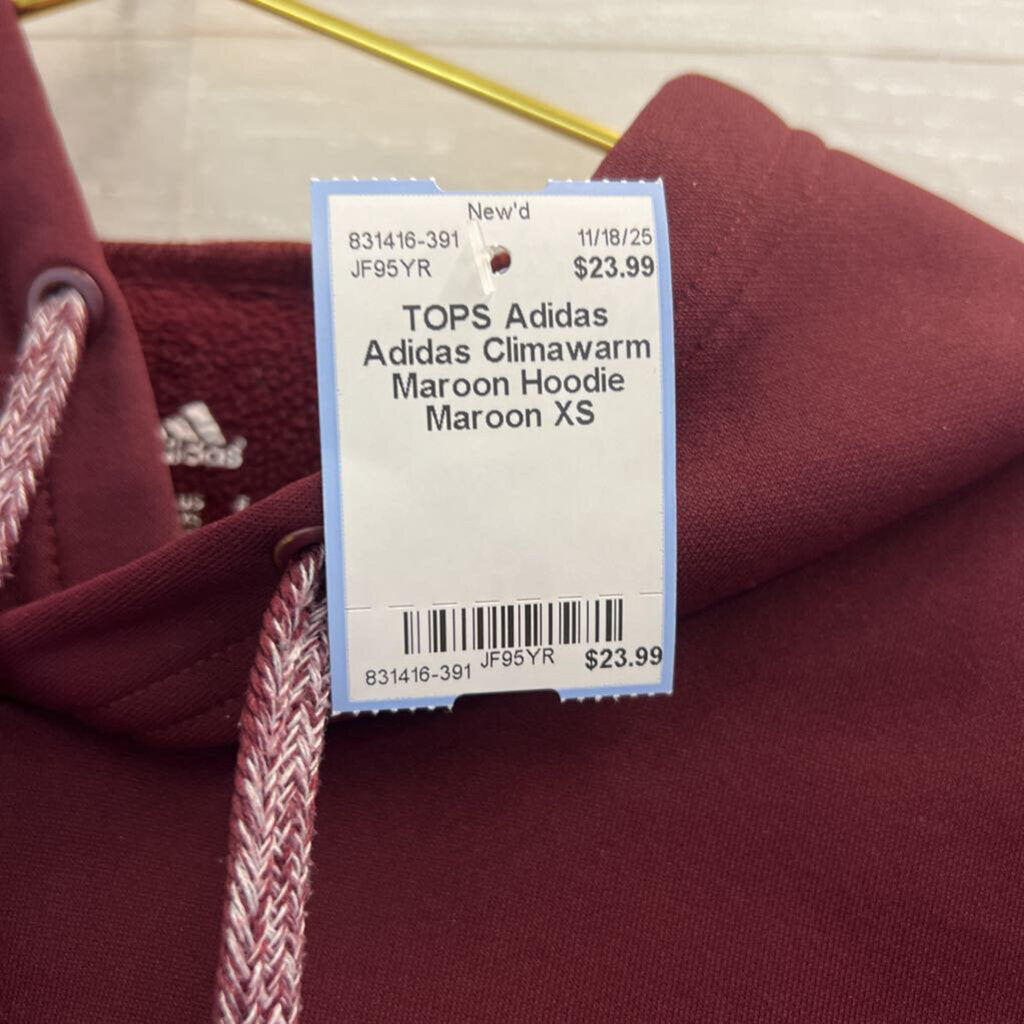 New'd
831416-391 11/18/25
JF95YR $23.99
TOPS Adidas
Adidas Climawarm
Maroon Hoodie
Maroon XS
JF95YR $23.99
831416-391
adidas
US